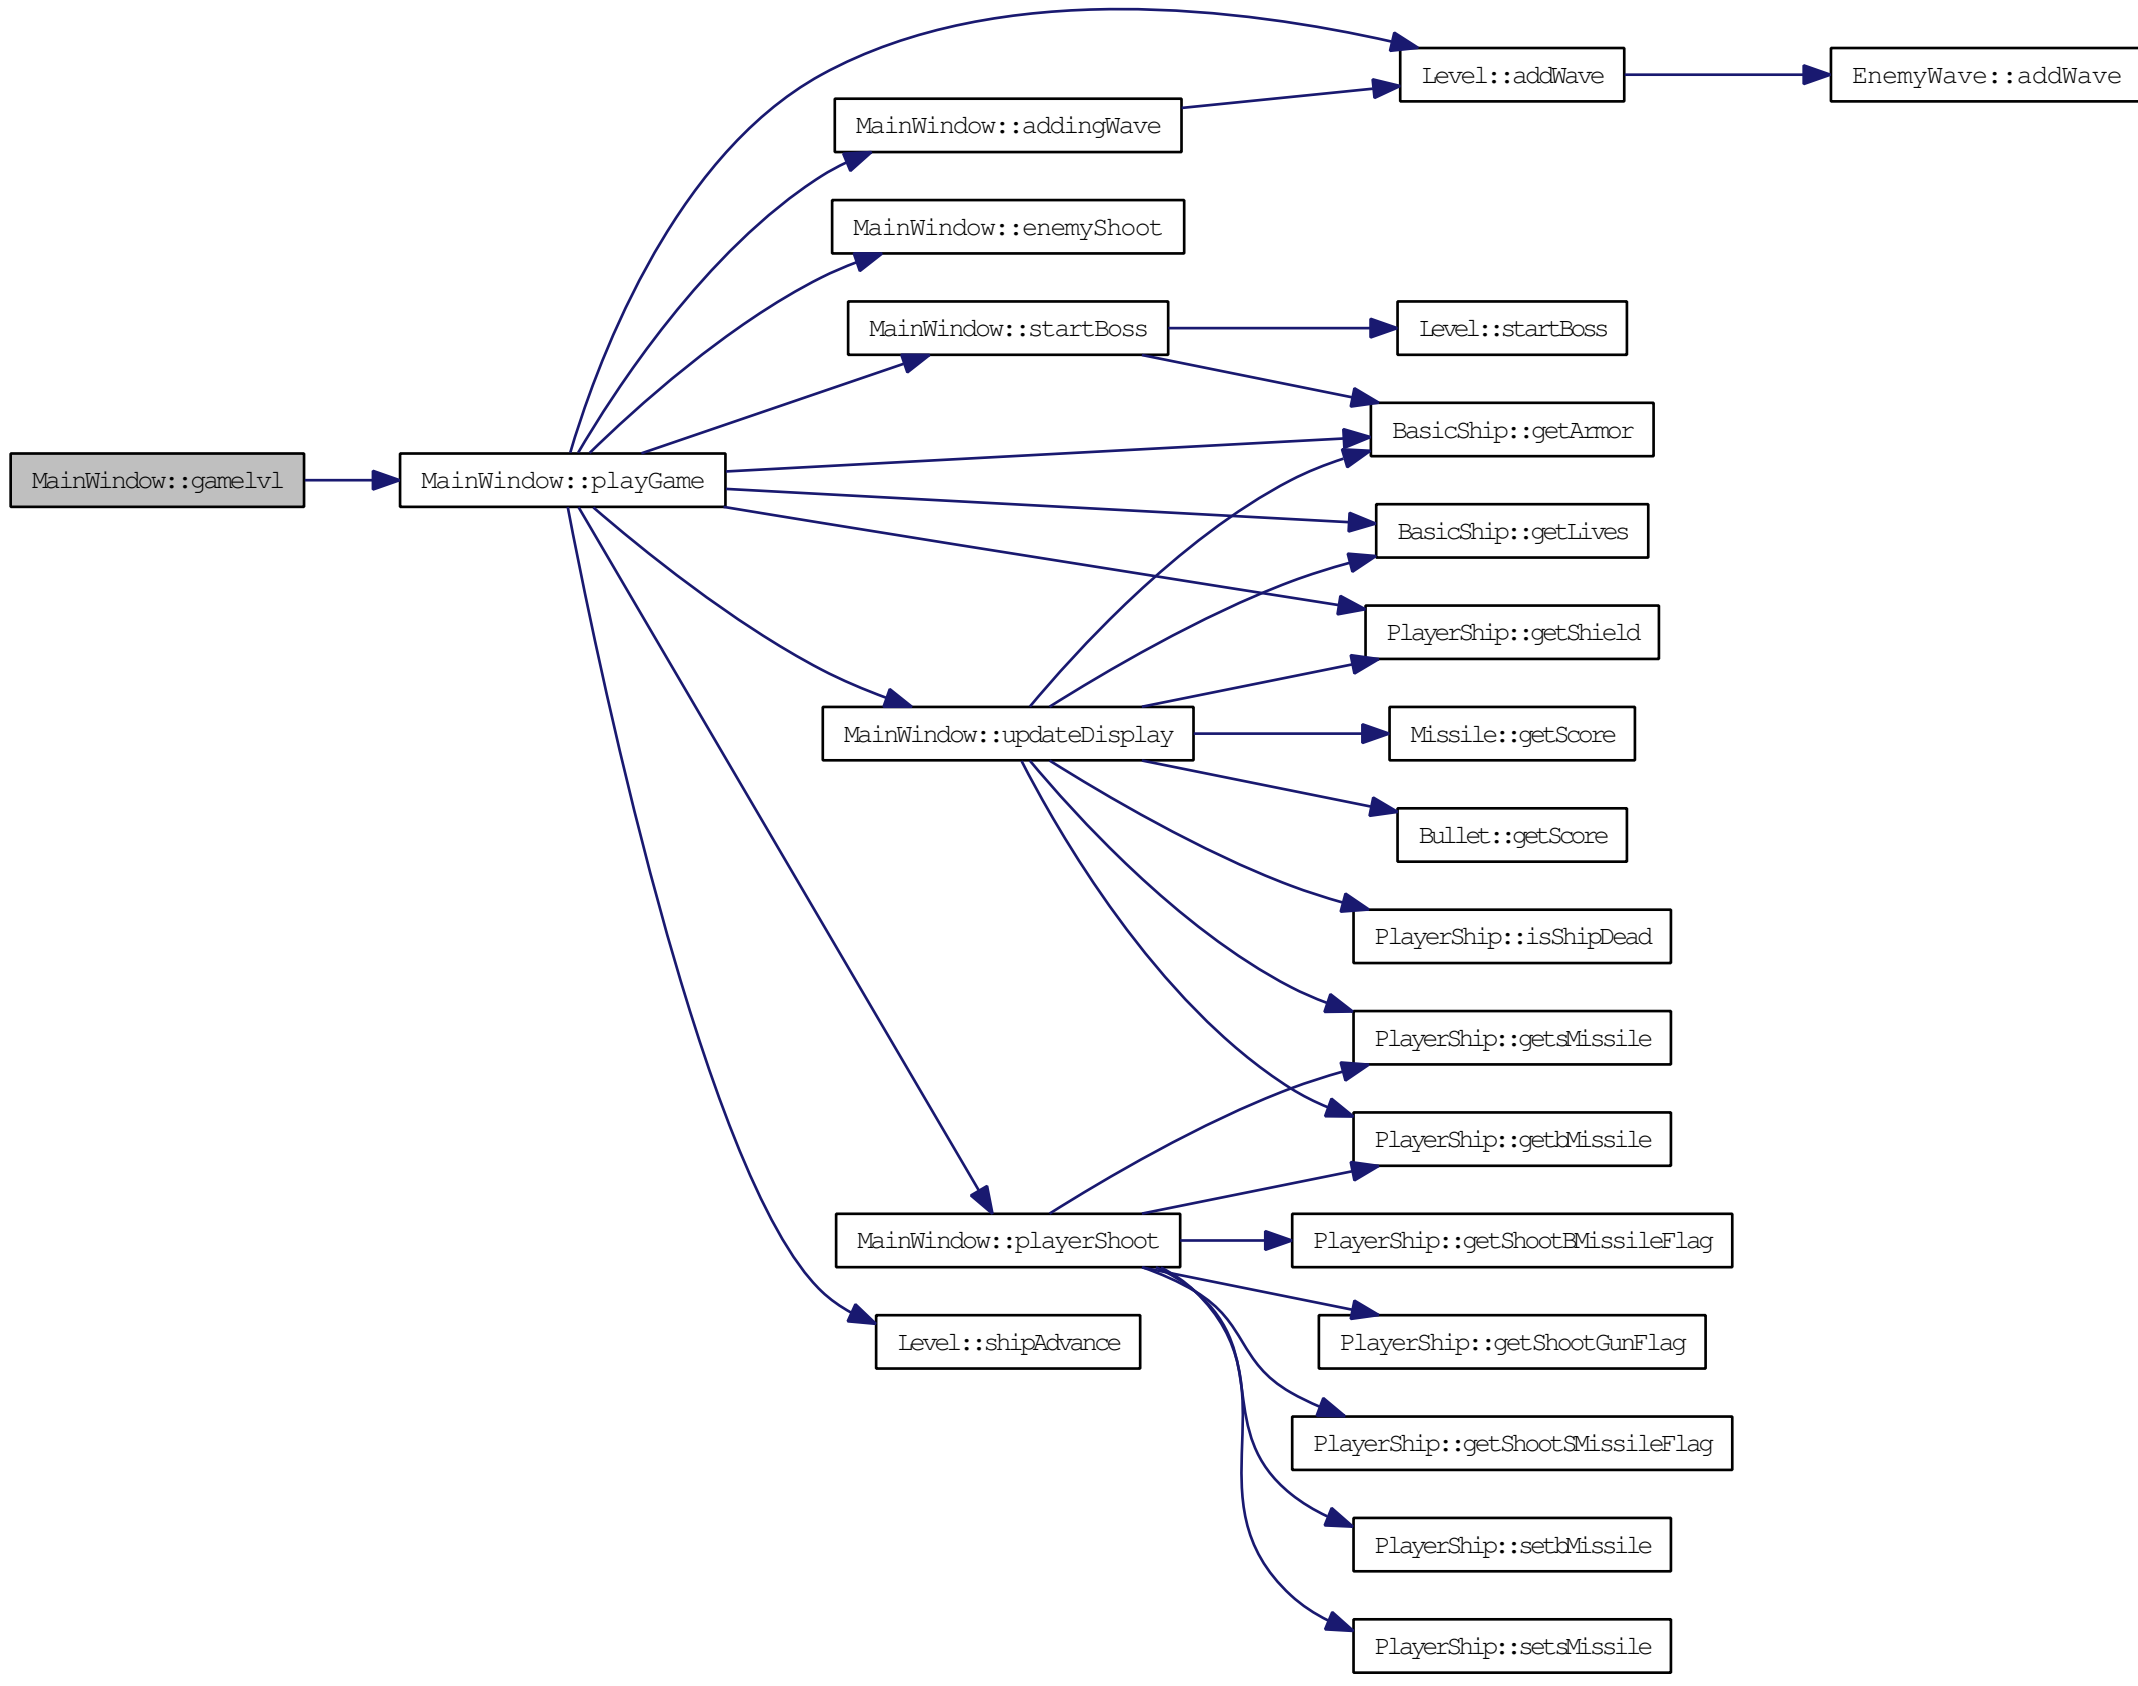 Level::addWave
EnemyWave::addWave
MainWindow::addingWave
MainWindow::enemyShoot
MainWindow::startBoss
Level::startBoss
BasicShip::getArmor
MainWindow::gamelvl
MainWindow::playGame
BasicShip::getLives
PlayerShip::getShield
MainWindow::updateDisplay
Missile::getScore
Bullet::getScore
PlayerShip::isShipDead
PlayerShip::getsMissile
PlayerShip::getbMissile
MainWindow::playerShoot
PlayerShip::getShootBMissileFlag
Level::shipAdvance
PlayerShip::getShootGunFlag
PlayerShip::getShootSMissileFlag
PlayerShip::setbMissile
PlayerShip::setsMissile